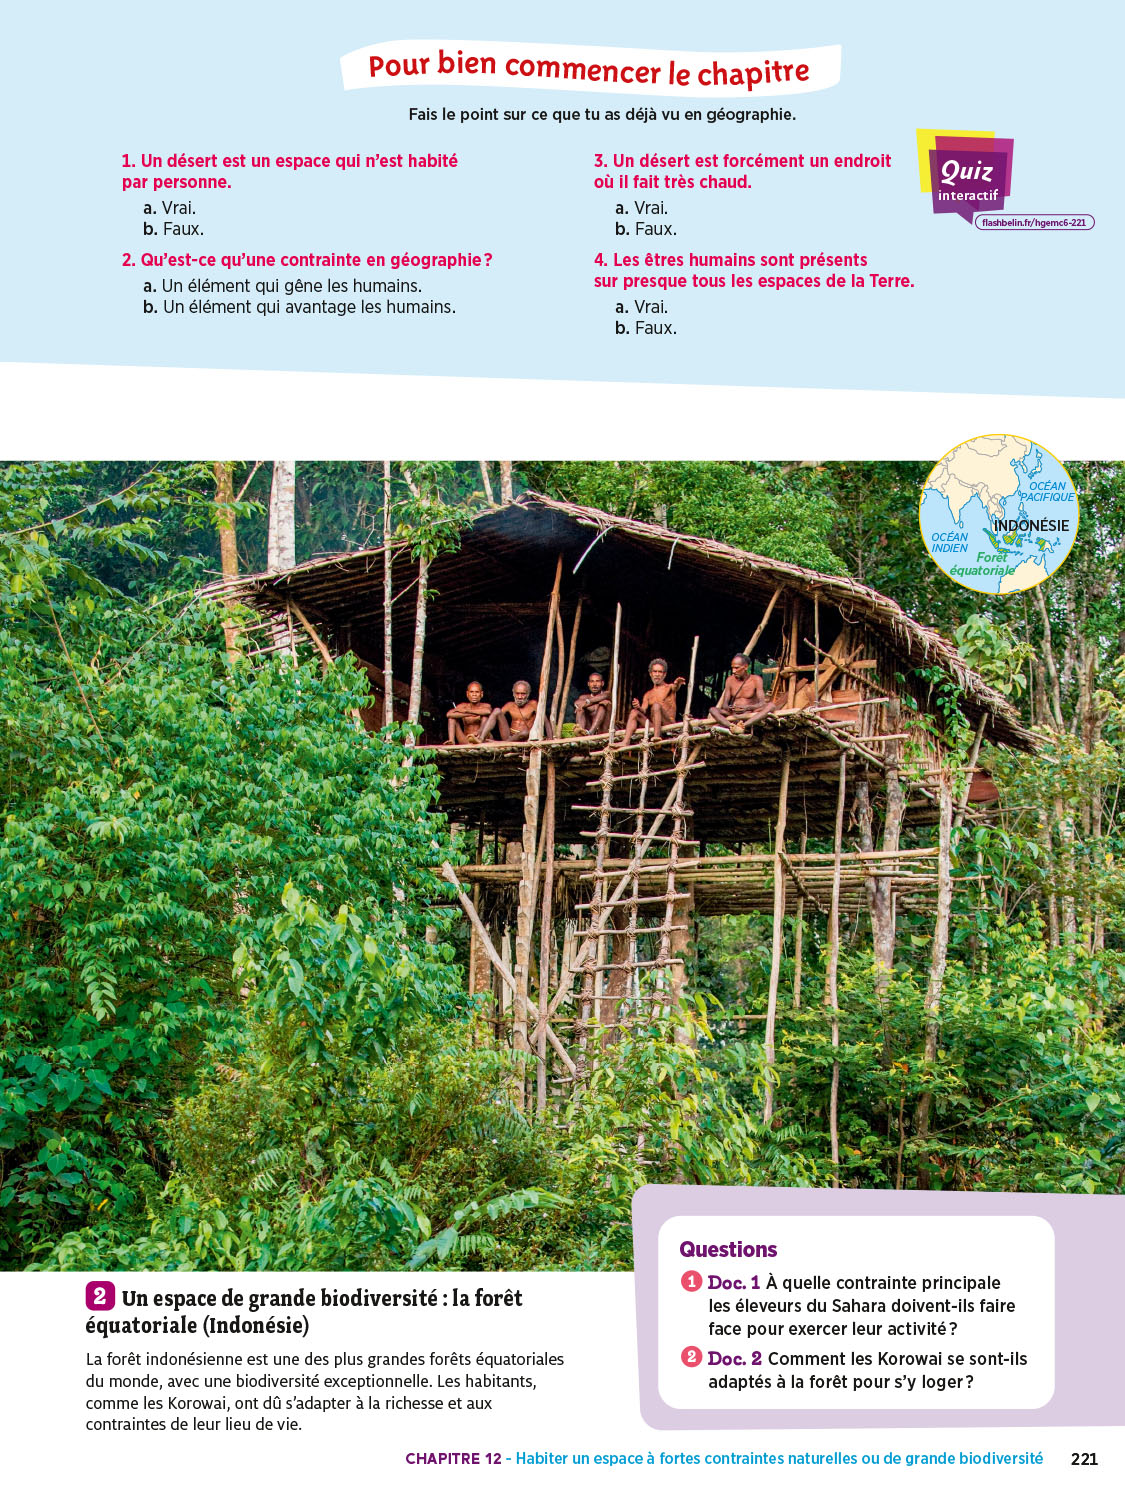 Pour bien commencer le chapitre
Fais le point sur ce que tu as déjà vu en géographie.
1. Un désert est un espace qui n’est habité
par personne.
a. Vrai.
b. Faux.
2. Qu’est-ce qu’une contrainte en géographie ?
a. Un élément qui gêne les humains.
b. Un élément qui avantage les humains.
3. Un désert est forcément un endroit
où il fait très chaud.
a. Vrai.
b. Faux.
4. Les êtres humains sont présents
sur presque tous les espaces de la Terre.
a. Vrai.
b. Faux.
Quiz
interactif
flashbelin.fr/hgemc6-221
OCÉAN
PACIFIQUE
INDONÉSIE
OCÉAN
INDIEN
Forêt
équatoriale
2 Un espace de grande biodiversité : la forêt
équatoriale (Indonésie)
La forêt indonésienne est une des plus grandes forêts équatoriales
du monde, avec une biodiversité exceptionnelle. Les habitants,
comme les Korowai, ont dû s’adapter à la richesse et aux
contraintes de leur lieu de vie.
Questions
1 Doc. 1 À quelle contrainte principale
les éleveurs du Sahara doivent-ils faire
face pour exercer leur activité ?
2 Doc. 2 Comment les Korowai se sont-ils
adaptés à la forêt pour s’y loger ?
CHAPITRE 12 - Habiter un espace à fortes contraintes naturelles ou de grande biodiversité 221